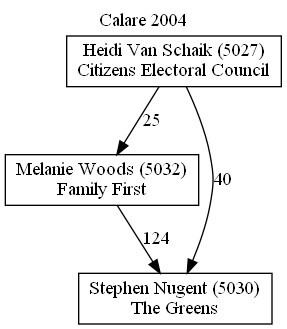 Calare 2004
Heidi Van Schaik (5027)
Citizens Electoral Council
25
Melanie Woods (5032)
Family First
40
124
Stephen Nugent (5030)
The Greens